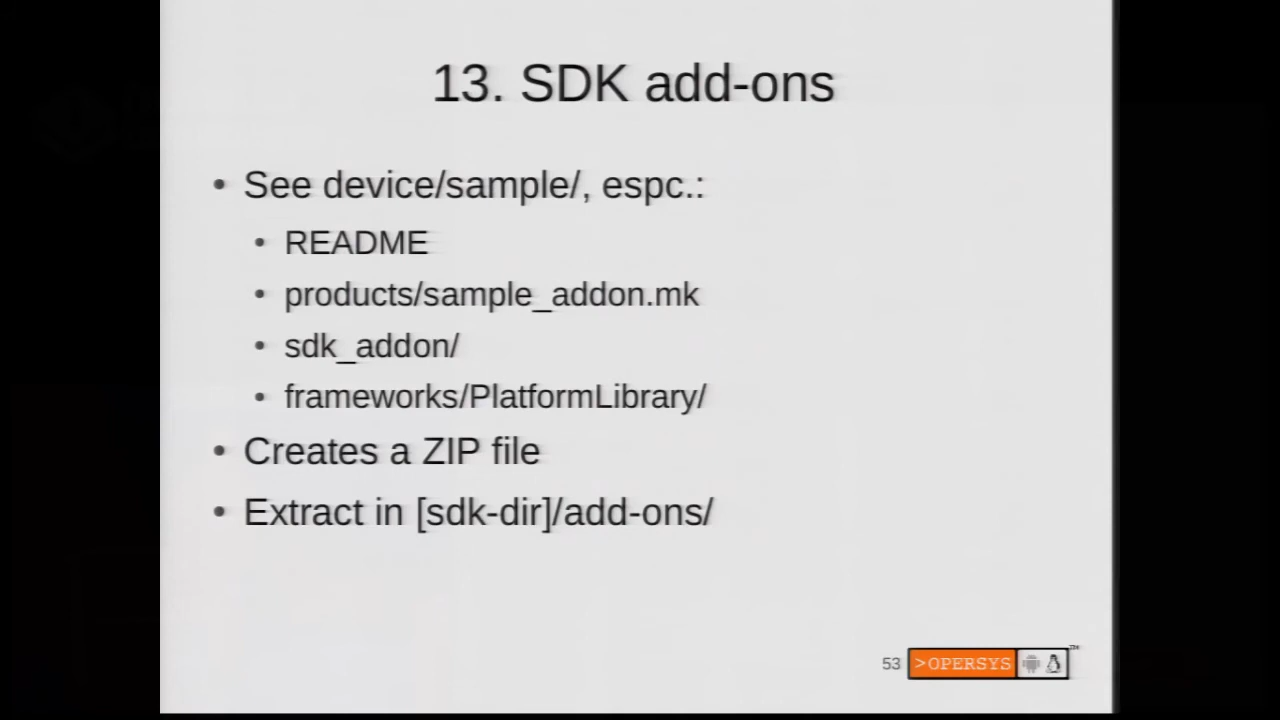 13. SDK add-ons
• See device/sample/, espc.:
• README
• products/sample_addon.mk
• sdk_addon/
• frameworks/PlatformLibrary/
• Creates a ZIP file
• Extract in [sdk-dir]/add-ons/
53 >OPERSYS ™